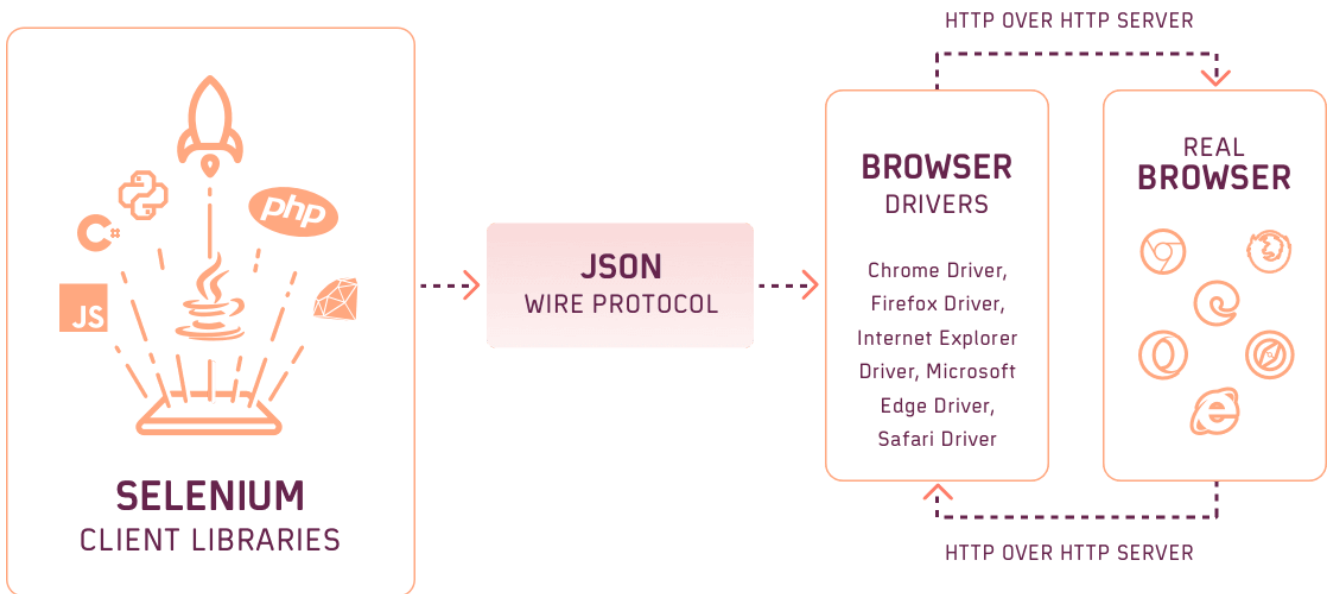 HTTP OVER HTTP SERVER
C#
php
JS
SELENIUM
CLIENT LIBRARIES
JSON
WIRE PROTOCOL
BROWSER
DRIVERS
Chrome Driver,
Firefox Driver,
Internet Explorer
Driver, Microsoft
Edge Driver,
Safari Driver
REAL
BROWSER
HTTP OVER HTTP SERVER